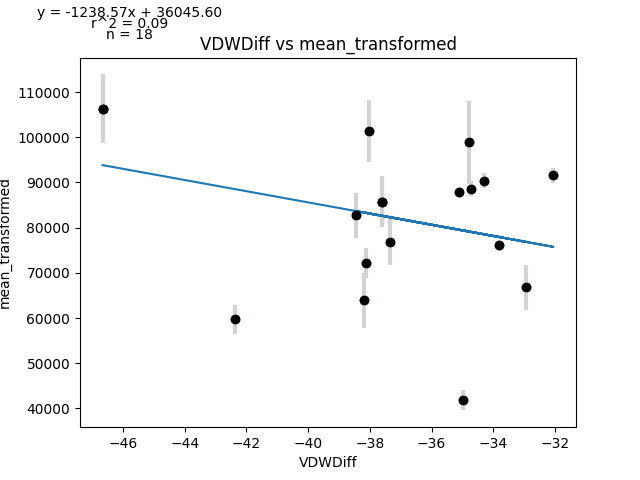 y = -1238.57x + 36045.60
r^2 = 0.09
n = 18
VDWDiff vs mean_transformed
110000
100000
90000
80000
70000
60000
50000
40000
mean_transformed
−46
−44
−42
−40
−38
−36
−34
−32
VDWDiff